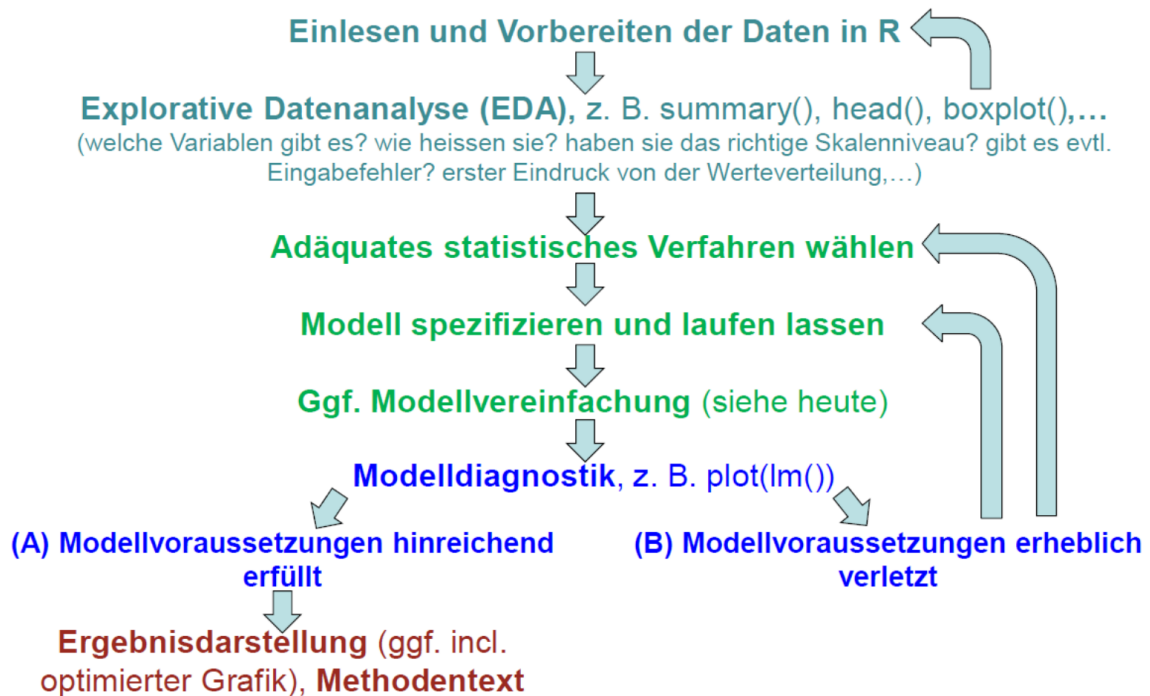 Einlesen und Vorbereiten der Daten in R
Explorative Datenanalyse (EDA), z. B. summary(), head(), boxplot(),…
(welche Variablen gibt es? wie heissen sie? haben sie das richtige Skalenniveau? gibt es evtl.
Eingabefehler? erster Eindruck von der Werteverteilung,…)
Adäquates statistisches Verfahren wählen
Modell spezifizieren und laufen lassen
Ggf. Modellvereinfachung (siehe heute)
Modelldiagnostik, z. B. plot(lm())
(A) Modellvoraussetzungen hinreichend
erfüllt
(B) Modellvoraussetzungen erheblich
verletzt
Ergebnisdarstellung (ggf. incl.
optimierter Grafik), Methodentext